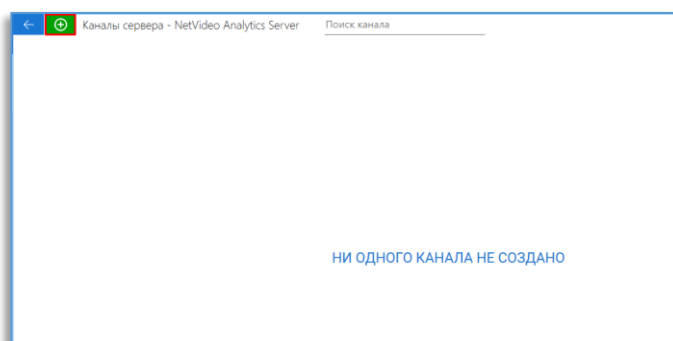 Каналы сервера - NetVideo Analytics Server
Поиск канала
НИ ОДНОГО КАНАЛА НЕ СОЗДАНО